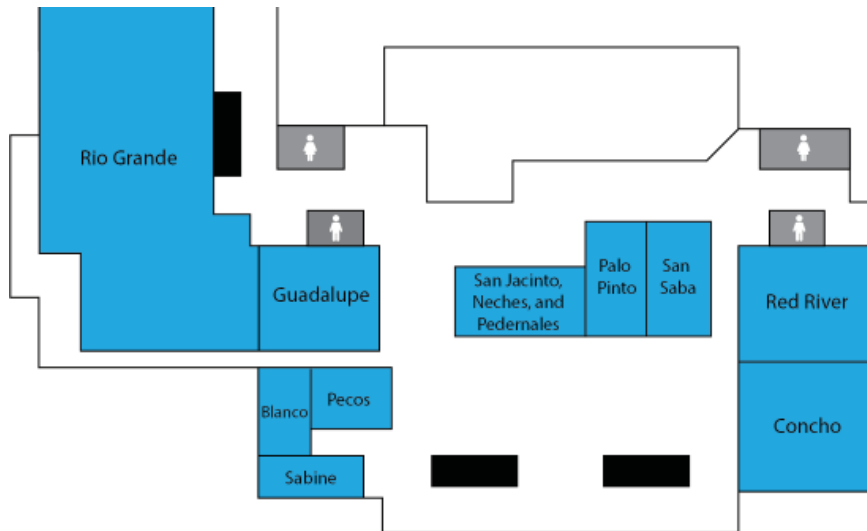 Rio Grande
Guadalupe
San Jacinto,
Neches, and
Pedernales
Palo
Pinto
San
Saba
Red River
Blanco
Pecos
Concho
Sabine